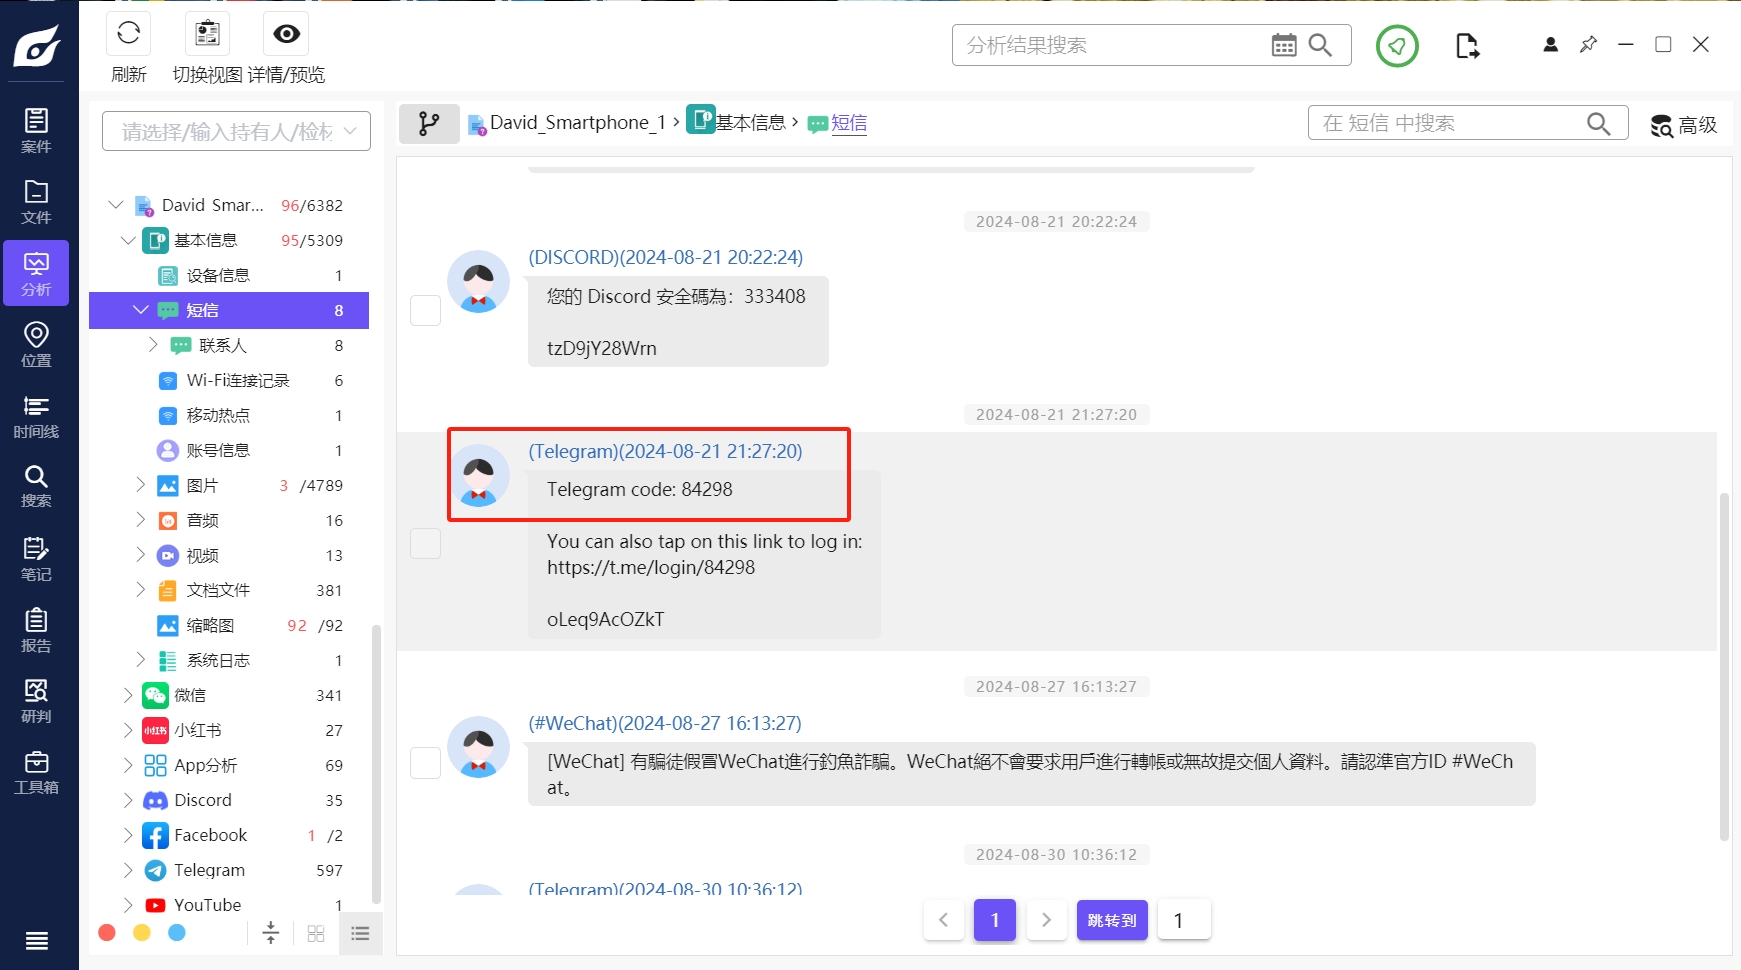 刷新
切换视图
详情/预览
分析结果搜索
案件
文件
分析
位置
时间线
搜索
笔记
报告
研判
工具箱
请选择/输入持有人/检材
David Smar... 96/6382
基本信息 95/5309
设备信息 1
短信 8
联系人 8
Wi-Fi连接记录 6
移动热点 1
账号信息 1
图片 3 /4789
音频 16
视频 13
文档文件 381
缩略图 92 /92
系统日志 1
微信 341
小红书 小红书 27
App分析 69
Discord 35
Facebook 1 /2
Telegram 597
YouTube 1
David_Smartphone_1 > 基本信息 > 短信
在 短信 中搜索
高级
2024-08-21 20:22:24
(DISCORD)(2024-08-21 20:22:24)
您的 Discord 安全碼為：333408
tzD9jY28Wrn
2024-08-21 21:27:20
(Telegram)(2024-08-21 21:27:20)
Telegram code: 84298
You can also tap on this link to log in:
https://t.me/login/84298
oLeq9AcOZkT
2024-08-27 16:13:27
(#WeChat)(2024-08-27 16:13:27)
[WeChat] 有騙徒假冒WeChat進行釣魚詐騙。WeChat絕不會要求用戶進行轉帳或無故提交個人資料。請認準官方ID #WeCh
at。
2024-08-30 10:36:12
(Telegram)(2024-08-30 10:36:12)
1
跳转到
1